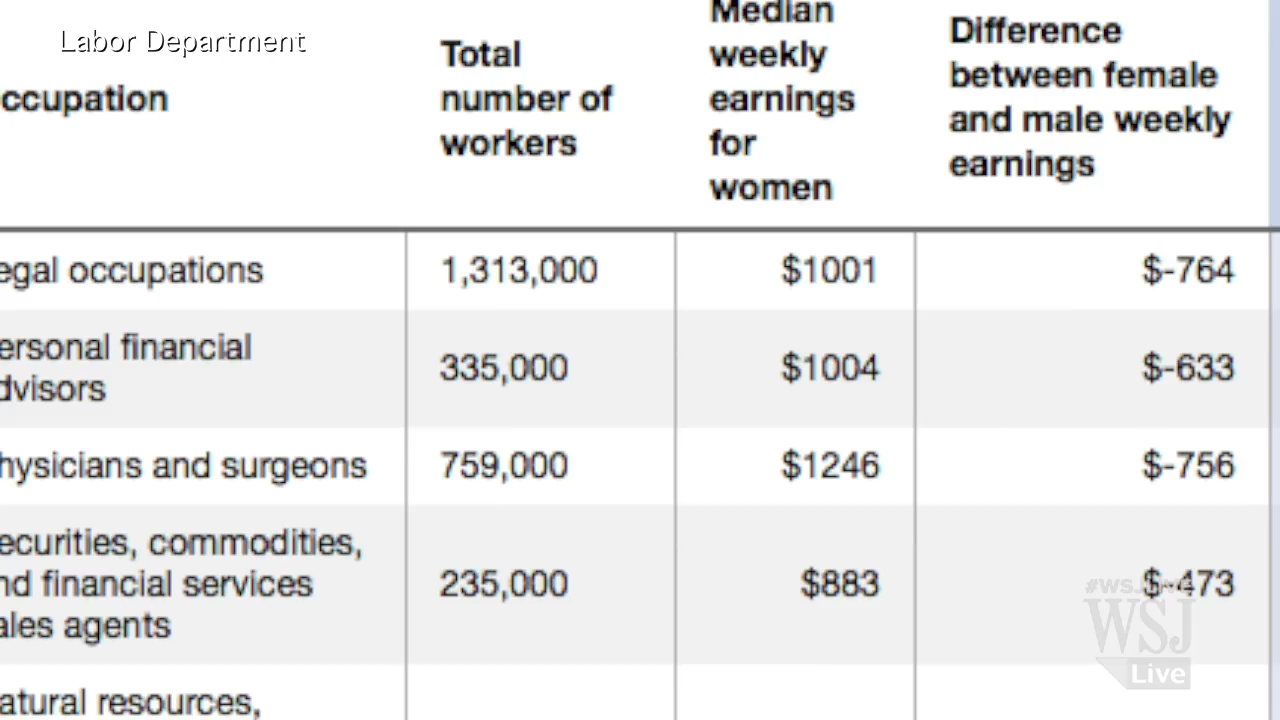 Labor Department
ccupation
Total
number of
workers
Median
weekly
earnings
for
women
Difference
between female
and male weekly
earnings
egal occupations
1,313,000
$1001
$-764
ersonal financial
dvisors
335,000
$1004
$-633
hysicians and surgeons
759,000
$1246
$-756
ecurities, commodities,
nd financial services
ales agents
235,000
$883
$-473
#WSJLIVE
WSJ
Live
atural resources,